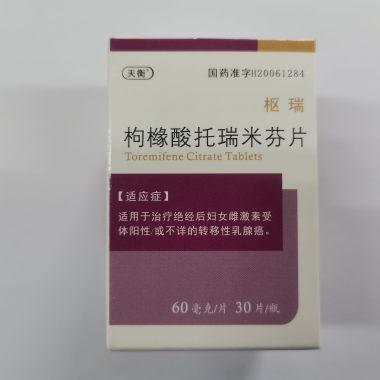 天衡®
国药准字H20061284
枢瑞
枸橼酸托瑞米芬片
Toremifene Citrate Tablets
【适应症】
适用于治疗绝经后妇女雌激素受
体阳性/或不详的转移性乳腺癌。
60毫克/片 30片/瓶